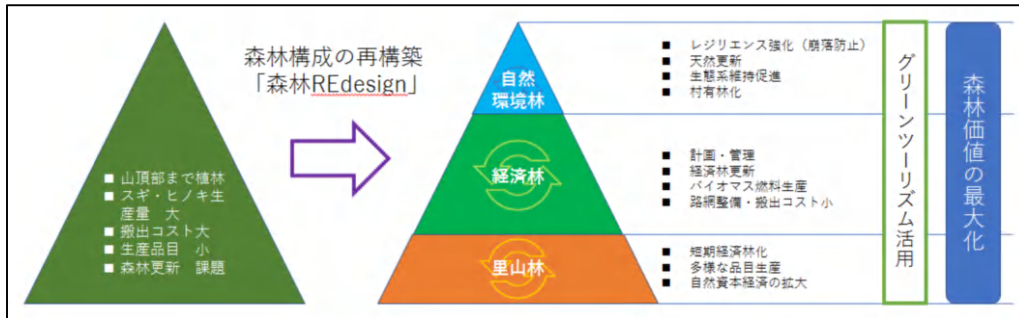 森林構成の再構築
「森林REdesign」
■ 山頂部まで植林
■ スギ・ヒノキ生
産量　大
■ 搬出コスト大
■ 生産品目　小
■ 森林更新　課題
自然
環境林
経済林
里山林
■ レジリエンス強化（崩落防止）
■ 天然更新
■ 生態系維持促進
■ 村有林化
■ 計画・管理
■ 経済林更新
■ バイオマス燃料生産
■ 路網整備・搬出コスト小
■ 短期経済林化
■ 多様な品目生産
■ 自然資本経済の拡大
グリーンツーリズム活用
森林価値の最大化